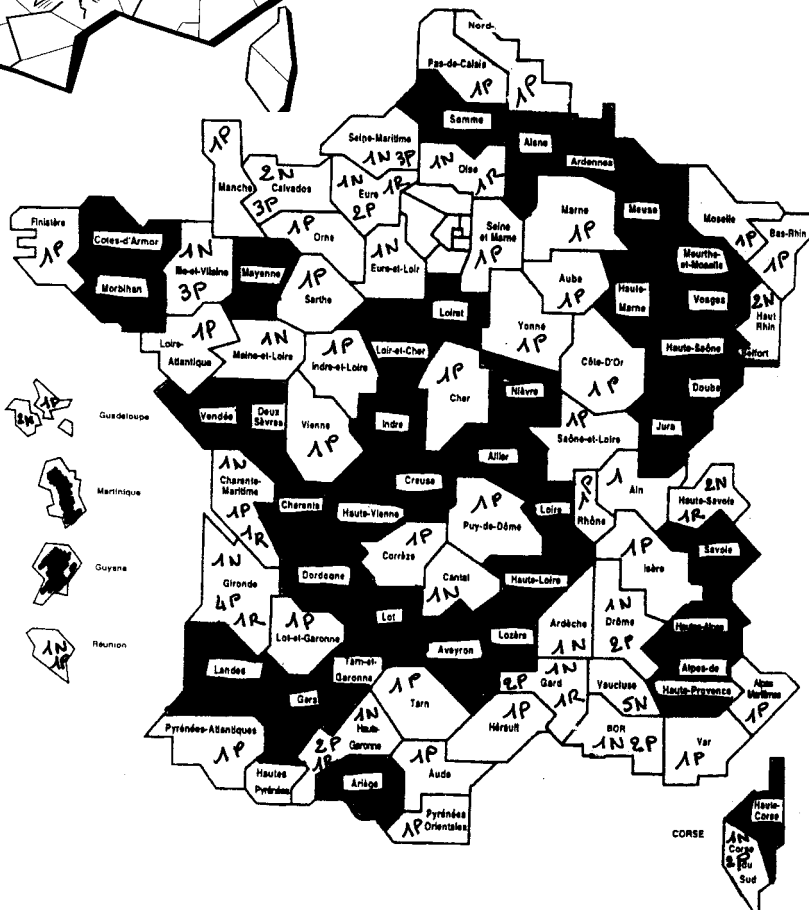 Nord-
Pas-de-Calais
1P
1P
Somme
Aisne
Ardennes
Seine-Maritime
1N 3P
1N
Oise
1R
1P
Manche
2N
Calvados
3P
1N
1R
Eure
2P
1P
Orne
1N
Eure-et-Loir
Seine
et Marne
1P
Marne
1P
Meuse
Moselle
1P
Bas-Rhin
1P
Meurthe-
et-Moselle
Vosges
2N
Haut
Rhin
Belfort
Finistère
1P
Cotes-d'Armor
Morbihan
1N
Ille-et-Vilaine
3P
Mayenne
1P
Sarthe
Loiret
Aube
1P
Haute-
Marne
Yonne
1P
Haute-Saône
Doubs
Jura
Côte-D'Or
1P
1P
Loire-
Atlantique
1N
Maine-et-Loire
1P
Indre-et-Loire
Loir-et-Cher
1P
Cher
Nièvre
1P
Saône-et-Loire
Vendée
Deux
Sèvres
Vienne
1P
Indre
Allier
Creuse
1P
2N
Guadeloupe
Martinique
Guyane
1N
1P
Réunion
1N
Charente-
Maritime
1P
1R
Charente
Haute-Vienne
1P
Puy-de-Dôme
Loire
1P
Rhône
1
Ain
2N
Haute-Savoie
1R
Savoie
1P
Isère
1P
Corrèze
Cantal
1N
Haute-Loire
1N
Gironde
4P
1R
Dordogne
1P
Lot-et-Garonne
Lot
Aveyron
Lozère
Ardèche
1N
1N
Drôme
2P
Hautes-Alpes
Alpes-de
Haute-Provence
Alpes
Maritimes
1P
Landes
Gers
Tarn-et-
Garonne
1P
Tarn
2P
1N
Gard
1R
Vaucluse
5N
BDR
1N 2P
Var
1P
Pyrénées-Atlantiques
1P
Hautes
Pyrénées
1N
2P
Haute-
Garonne
1R
Ariège
1P
Aude
1P
Hérault
1P
Pyrénées
Orientales
CORSE
Haute-
Corse
1N
Corse
2P
du
Sud